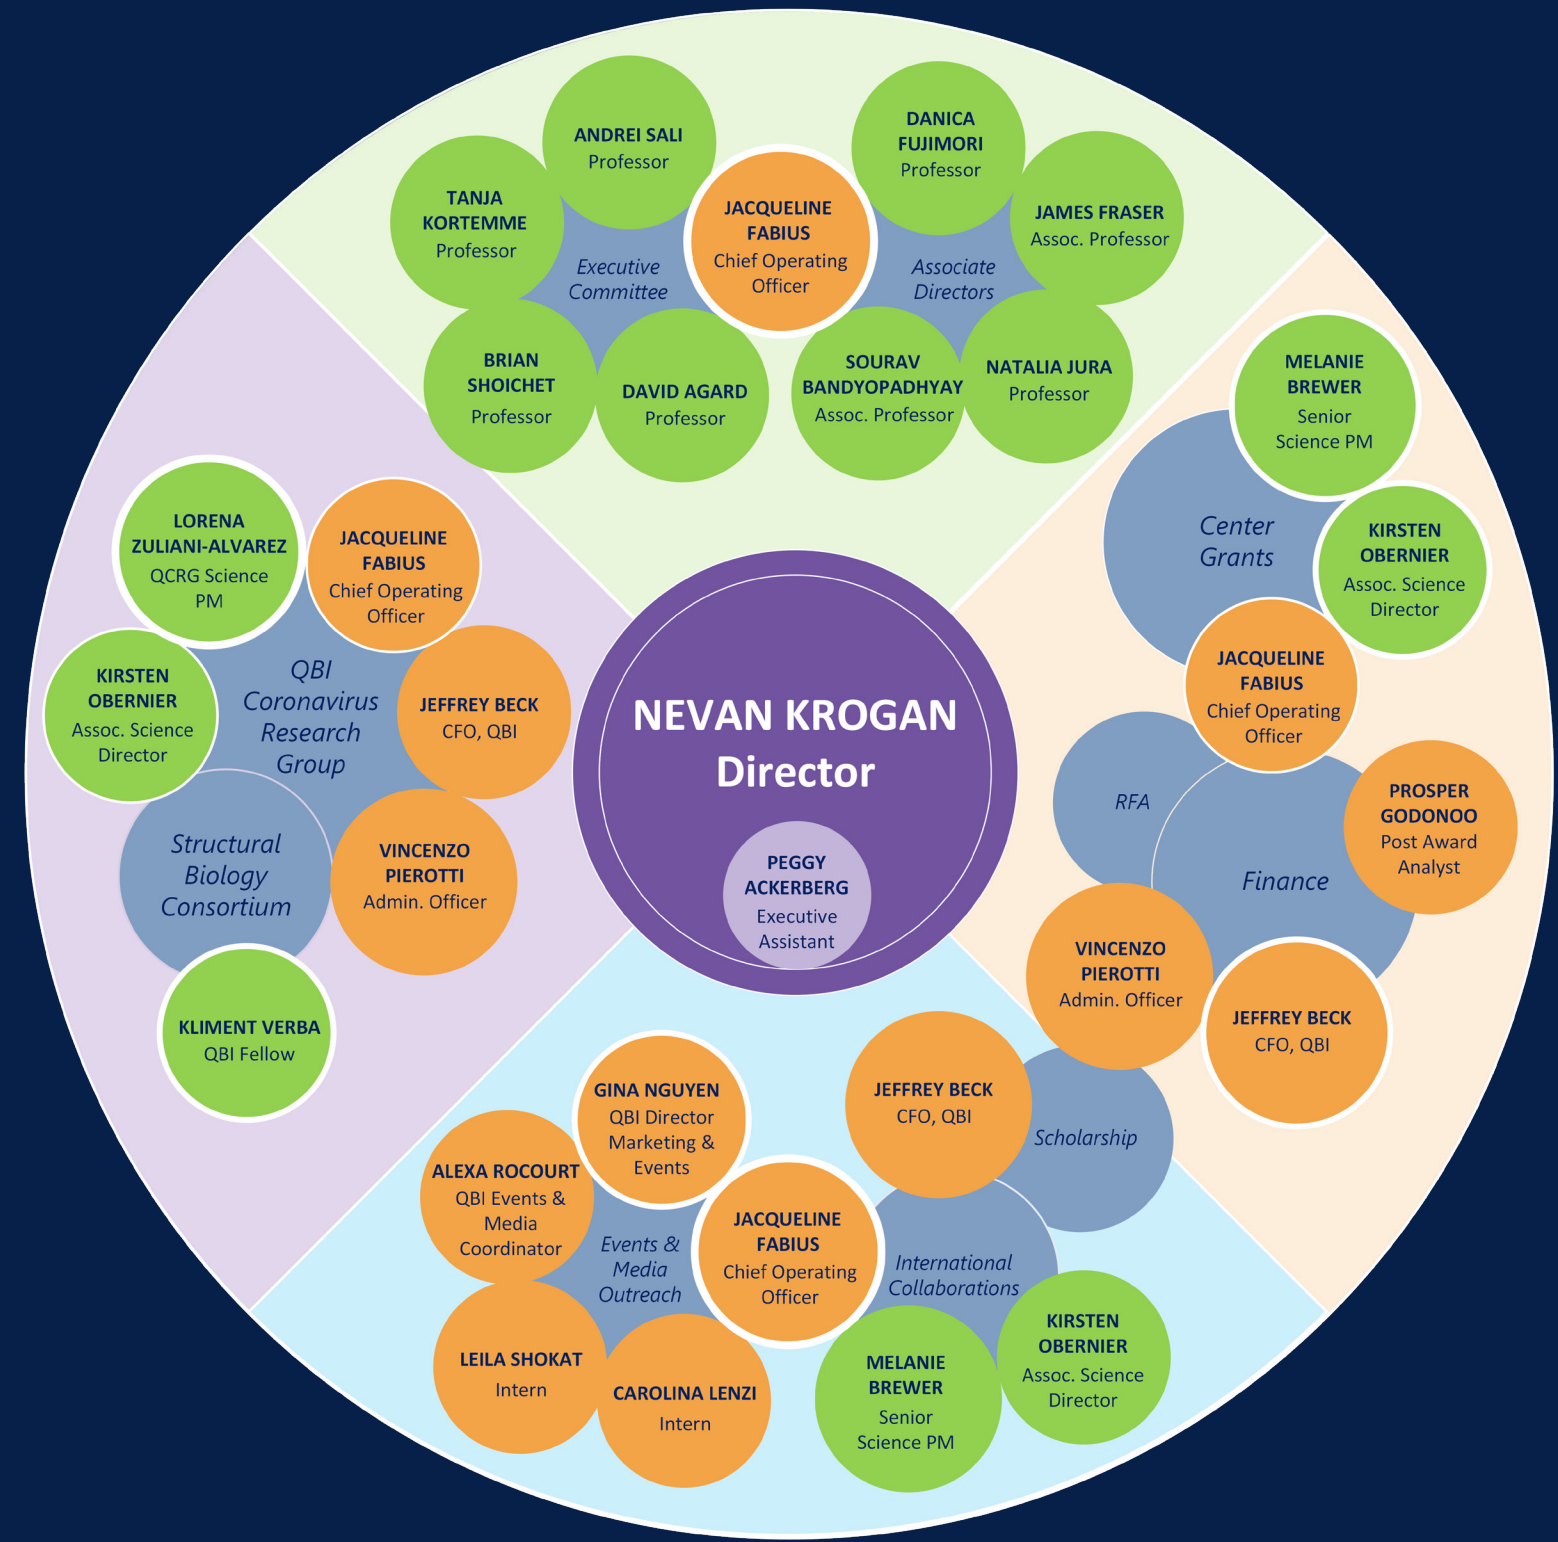 ANDREI SALI
Professor
TANJA
KORTEMME
Professor
Executive
Committee
BRIAN
SHOICHET
Professor
DAVID AGARD
Professor
JACQUELINE
FABIUS
Chief Operating
Officer
DANICA
FUJIMORI
Professor
JAMES FRASER
Assoc. Professor
Associate
Directors
SOURAV
BANDYOPADHYAY
Assoc. Professor
NATALIA JURA
Professor
MELANIE
BREWER
Senior
Science PM
Center
Grants
KIRSTEN
OBERNIER
Assoc. Science
Director
JACQUELINE
FABIUS
Chief Operating
Officer
RFA
PROSPER
GODONOO
Post Award
Analyst
Finance
VINCENZO
PIEROTTI
Admin. Officer
JEFFREY BECK
CFO, QBI
LORENA
ZULIANI-ALVAREZ
QCRG Science
PM
JACQUELINE
FABIUS
Chief Operating
Officer
KIRSTEN
OBERNIER
Assoc. Science
Director
QBI
Coronavirus
Research
Group
JEFFREY BECK
CFO, QBI
Structural
Biology
Consortium
VINCENZO
PIEROTTI
Admin. Officer
KLIMENT VERBA
QBI Fellow
NEVAN KROGAN
Director
PEGGY
ACKERBERG
Executive
Assistant
GINA NGUYEN
QBI Director
Marketing &
Events
ALEXA ROCOURT
QBI Events &
Media
Coordinator
Events &
Media
Outreach
LEILA SHOKAT
Intern
CAROLINA LENZI
Intern
JACQUELINE
FABIUS
Chief Operating
Officer
JEFFREY BECK
CFO, QBI
Scholarship
International
Collaborations
MELANIE
BREWER
Senior
Science PM
KIRSTEN
OBERNIER
Assoc. Science
Director